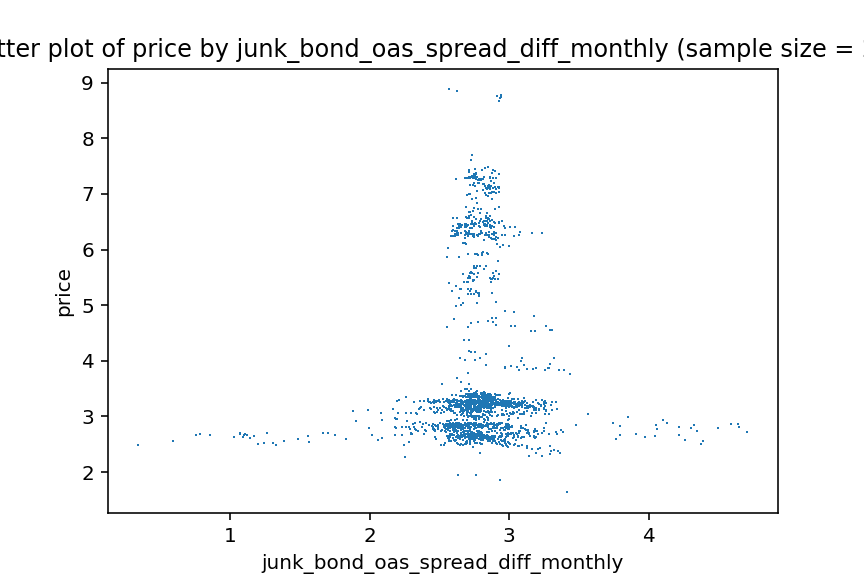 tter plot of price by junk_bond_oas_spread_diff_monthly (sample size =
9
8
7
6
5
4
3
2
price
1 2 3 4
junk_bond_oas_spread_diff_monthly